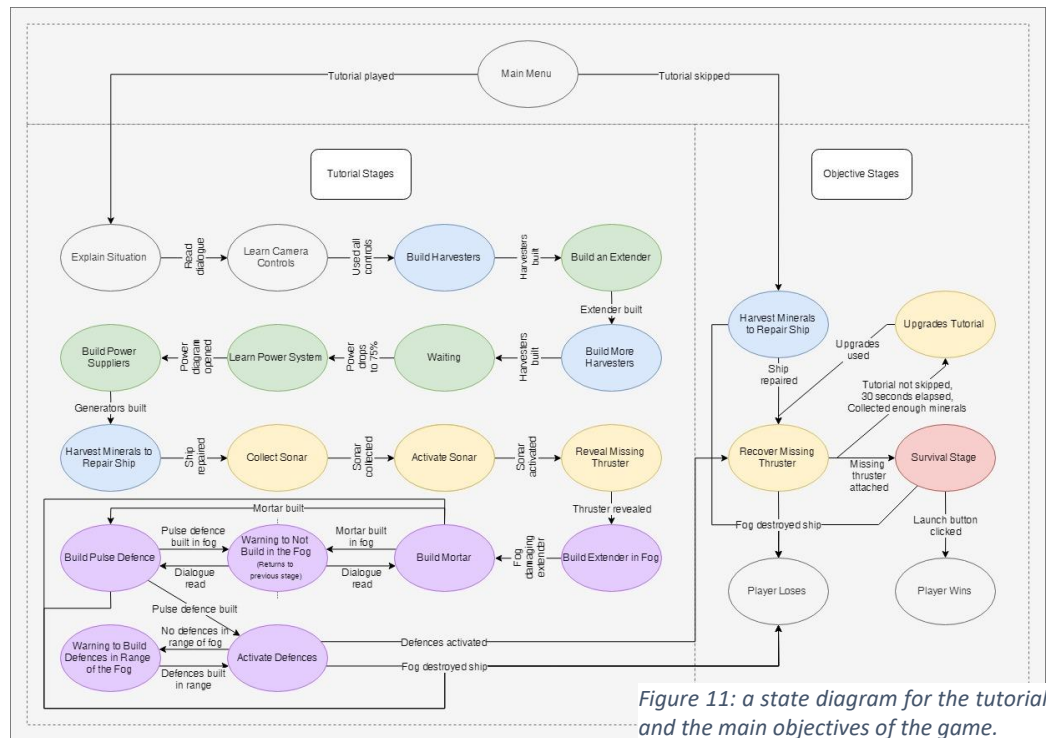 Main Menu
Tutorial played
Tutorial skipped
Tutorial Stages
Objective Stages
Explain Situation
Read
dialogue
Learn Camera
Controls
Used all
controls
Build Harvesters
Harvesters
built
Build an Extender
Extender built
Build Power
Suppliers
Power
diagram
opened
Learn Power System
Power
drops
to 75%
Waiting
Harvesters
built
Build More
Harvesters
Generators built
Harvest Minerals to
Repair Ship
Ship
repaired
Collect Sonar
Sonar
collected
Activate Sonar
Sonar
activated
Reveal Missing
Thruster
Thruster revealed
Mortar built
Build Pulse Defence
Pulse defence
built in fog
Dialogue
read
Warning to Not
Build in the Fog
(Returns to
previous stage)
Mortar built
in fog
Dialogue
read
Build Mortar
Fog
damaging
extender
Build Extender in Fog
Pulse defence built
Warning to Build
Defences in Range
of the Fog
No defences in
range of fog
Defences built
in range
Activate Defences
Defences activated
Fog destroyed ship
Harvest Minerals
to Repair Ship
Upgrades Tutorial
Upgrades
used
Ship
repaired
Tutorial not skipped,
30 seconds elapsed,
Collected enough minerals
Recover Missing
Thruster
Missing
thruster
attached
Survival Stage
Fog destroyed ship
Launch button
clicked
Player Loses
Player Wins
Figure 11: a state diagram for the tutorial
and the main objectives of the game.